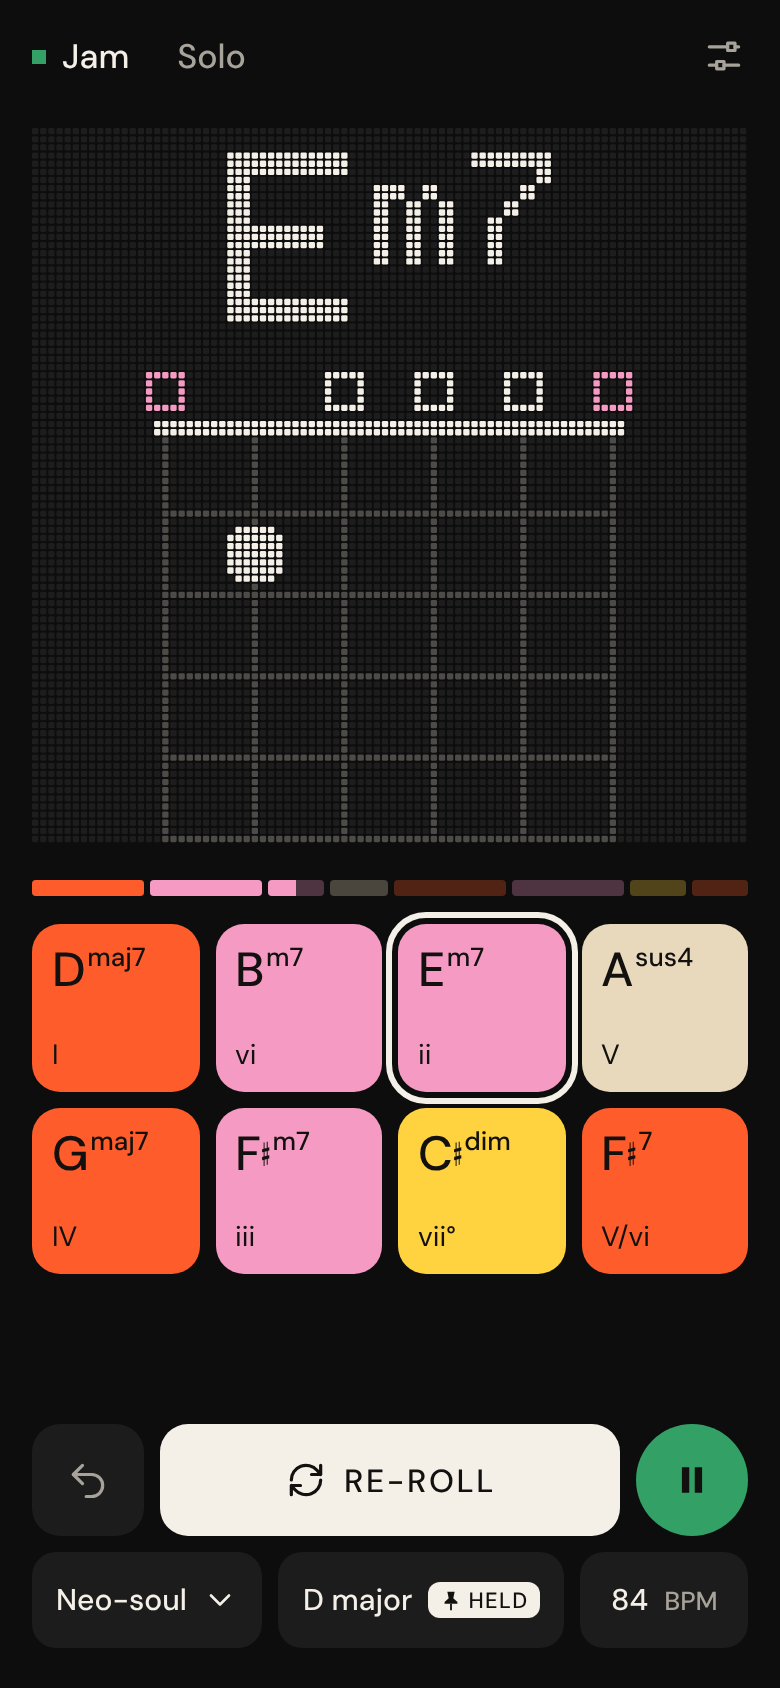 Jam Solo
Em7
Dmaj7
I
Bm7
vi
Em7
ii
Asus4
V
Gmaj7
IV
F♯m7
iii
C♯dim
vii°
F♯7
V/vi
RE-ROLL
Neo-soul
D major HELD
84 BPM